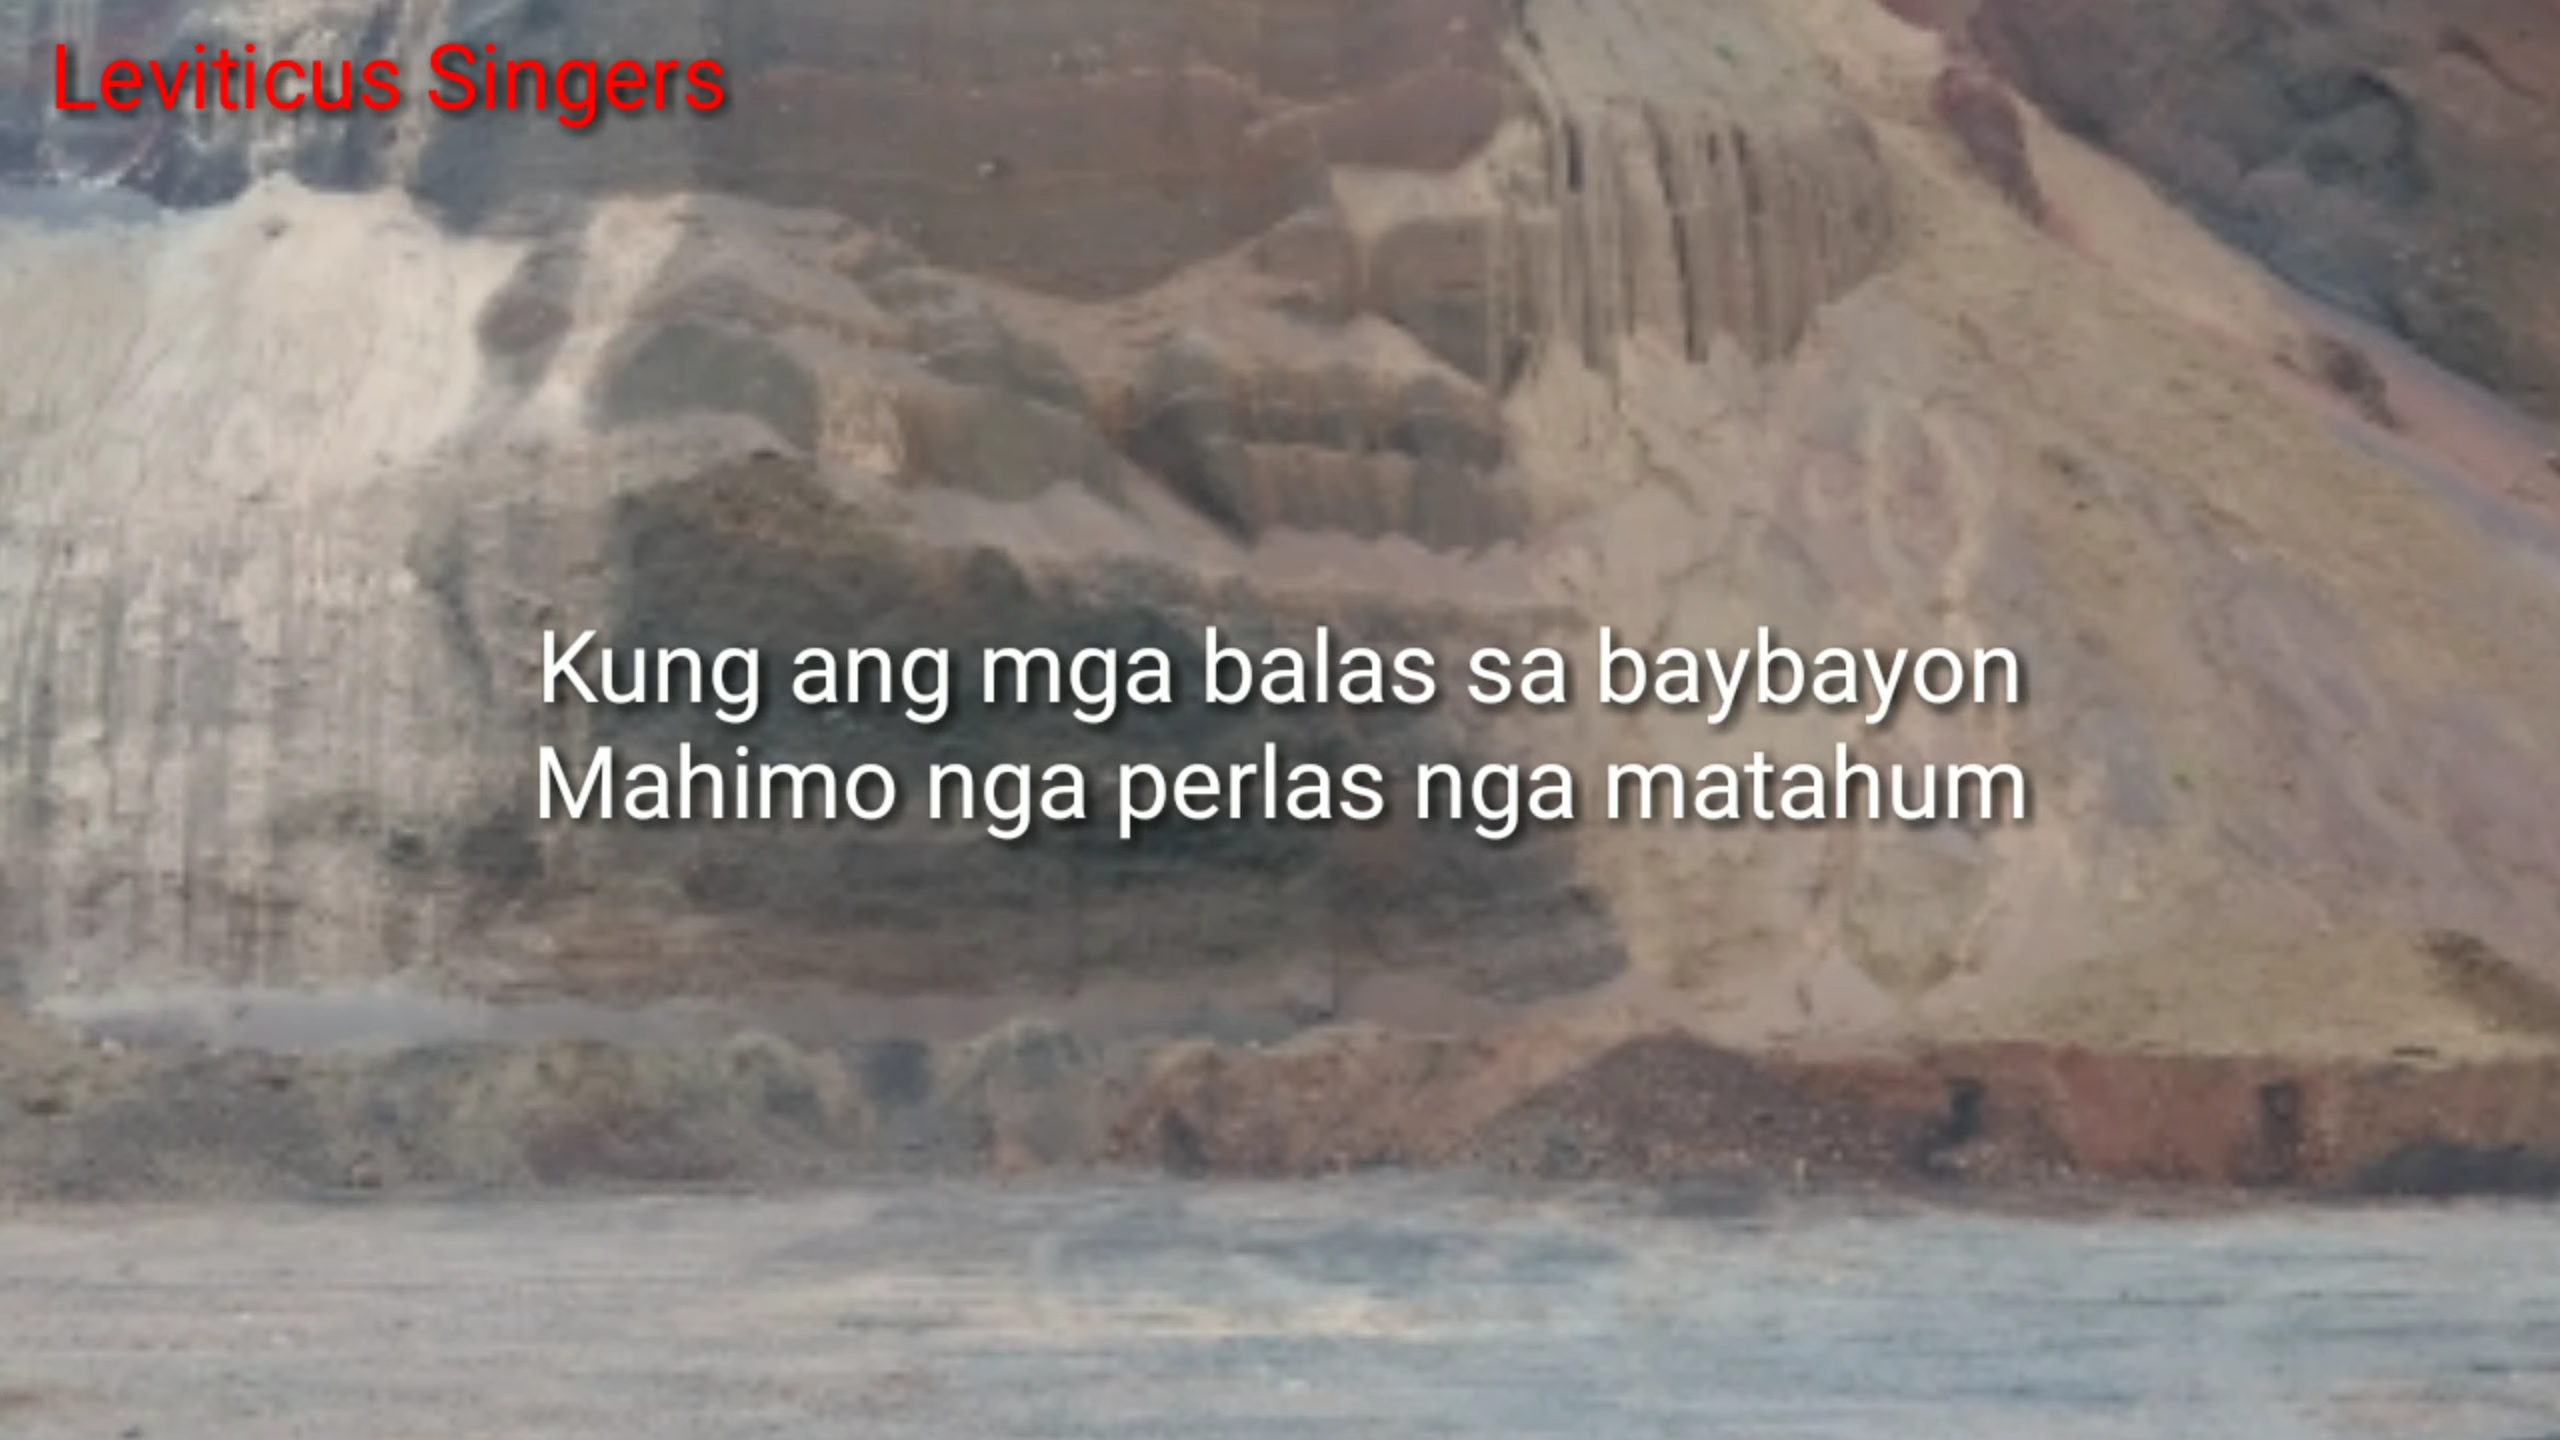 Leviticus Singers
Kung ang mga balas sa baybayon
Mahimo nga perlas nga matahum